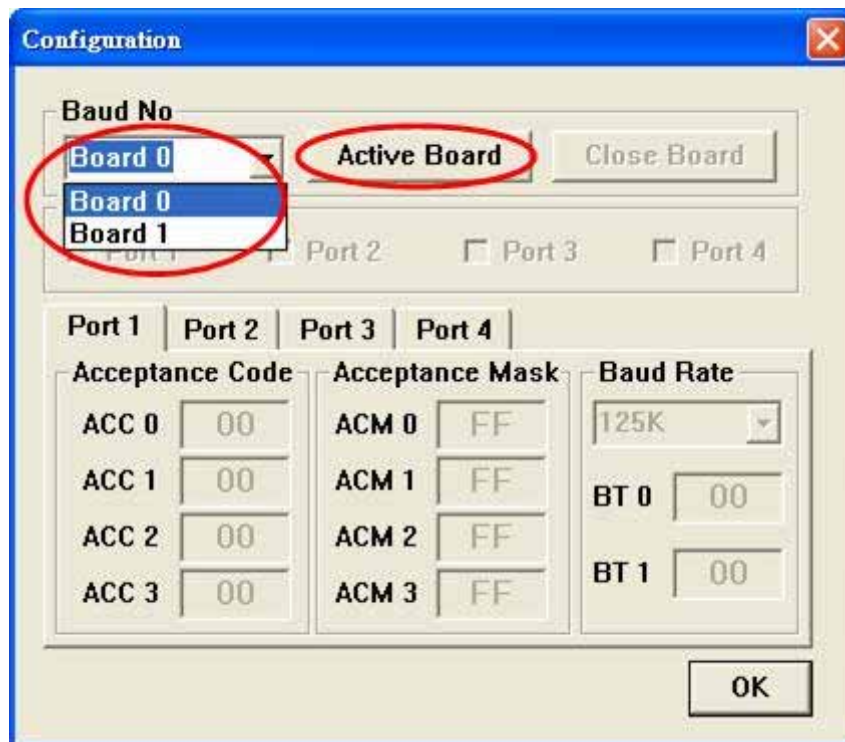 Configuration
Baud No
Board 0 Active Board Close Board
Board 0
Board 1
Port 1 Port 2 Port 3 Port 4
Port 1 Port 2 Port 3 Port 4
Acceptance Code Acceptance Mask Baud Rate
ACC 0 00 ACM 0 FF 125K
ACC 1 00 ACM 1 FF BT 0 00
ACC 2 00 ACM 2 FF
ACC 3 00 ACM 3 FF BT 1 00
OK